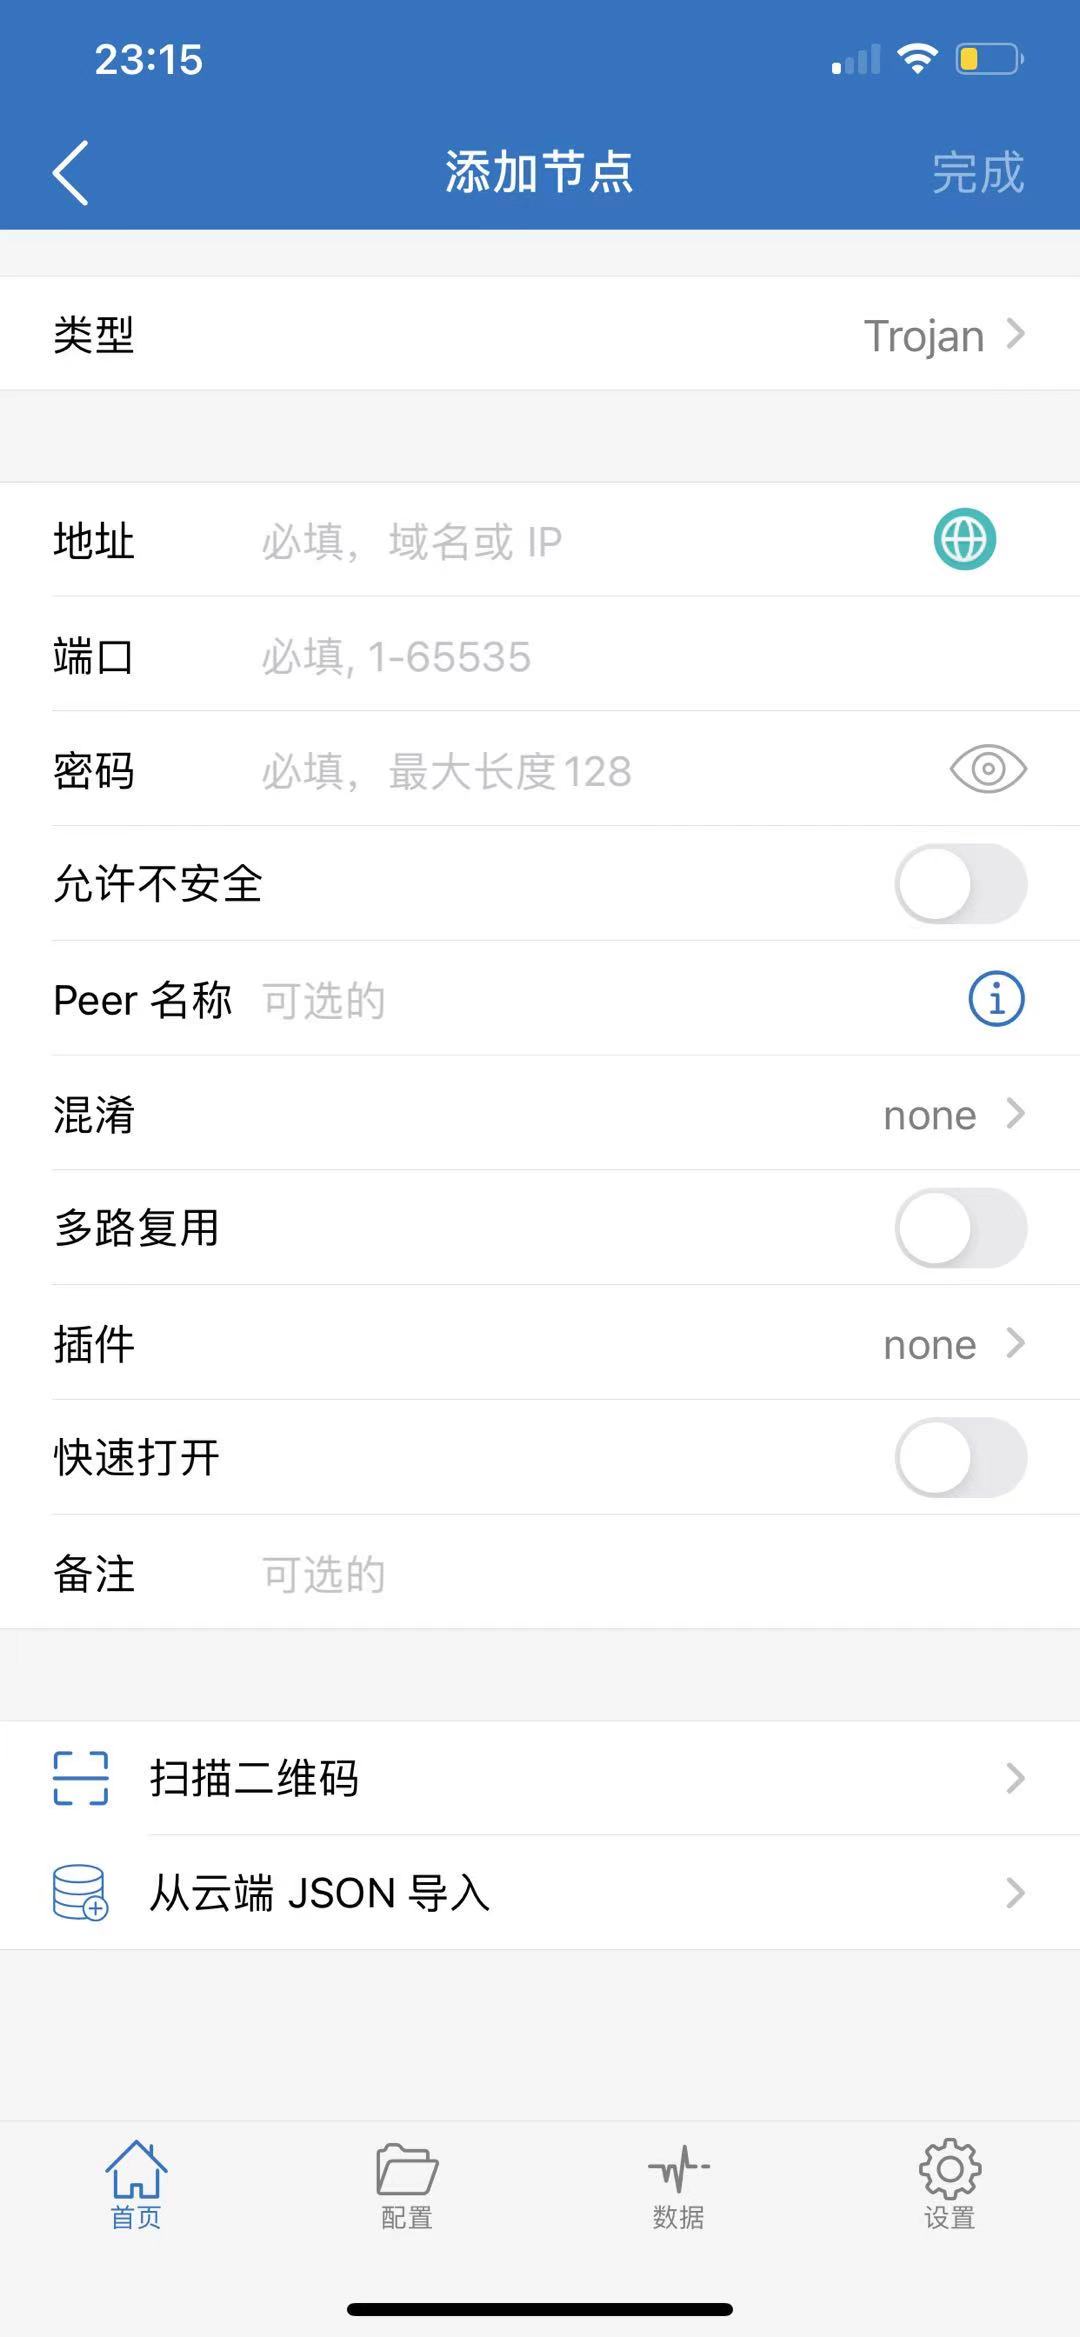 23:15
添加节点
完成
类型 Trojan
地址 必填，域名或 IP
端口 必填, 1-65535
密码 必填，最大长度128
允许不安全
Peer 名称 可选的
混淆 none
多路复用
插件 none
快速打开
备注 可选的
扫描二维码
从云端 JSON 导入
首页 配置 数据 设置